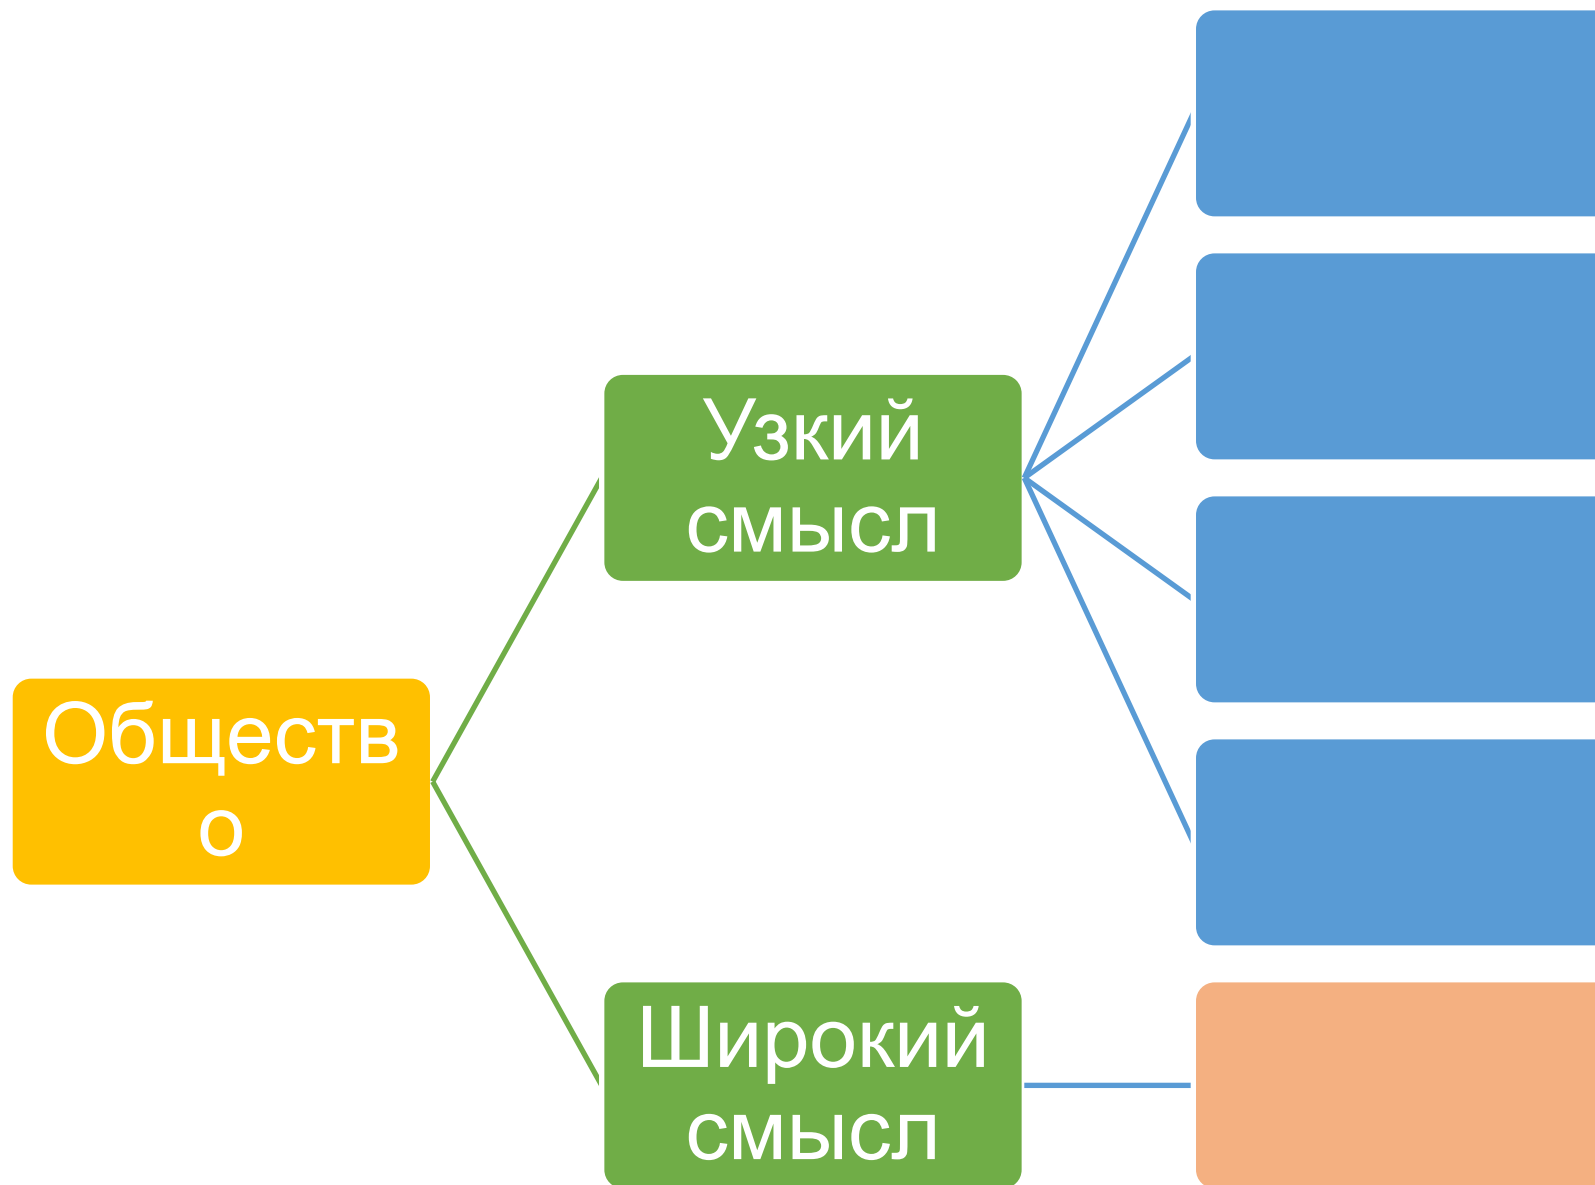 Узкий
смысл
Обществ
о
Широкий
смысл